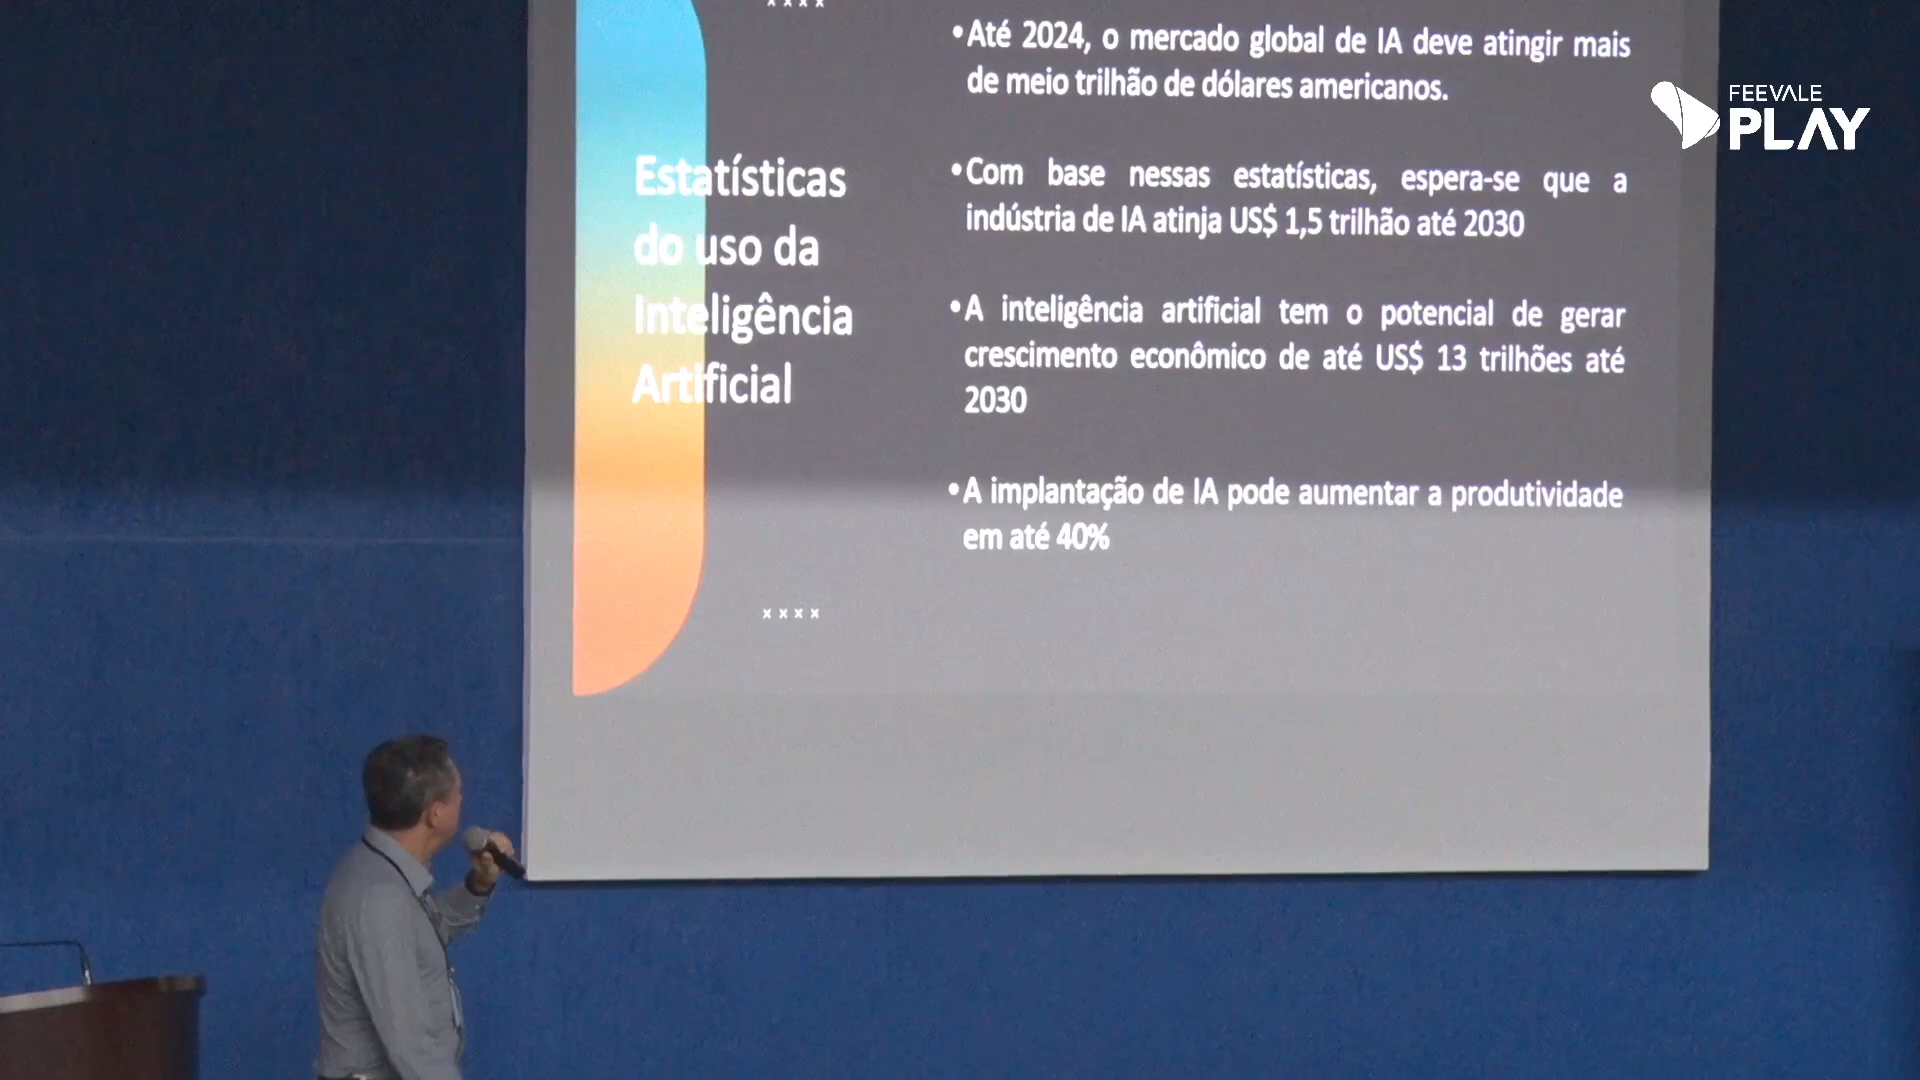 Estatísticas
do uso da
Inteligência
Artificial
•Até 2024, o mercado global de IA deve atingir mais
de meio trilhão de dólares americanos.
•Com base nessas estatísticas, espera-se que a
indústria de IA atinja US$ 1,5 trilhão até 2030
•A inteligência artificial tem o potencial de gerar
crescimento econômico de até US$ 13 trilhões até
2030
•A implantação de IA pode aumentar a produtividade
em até 40%
FEEVALE
PLAY